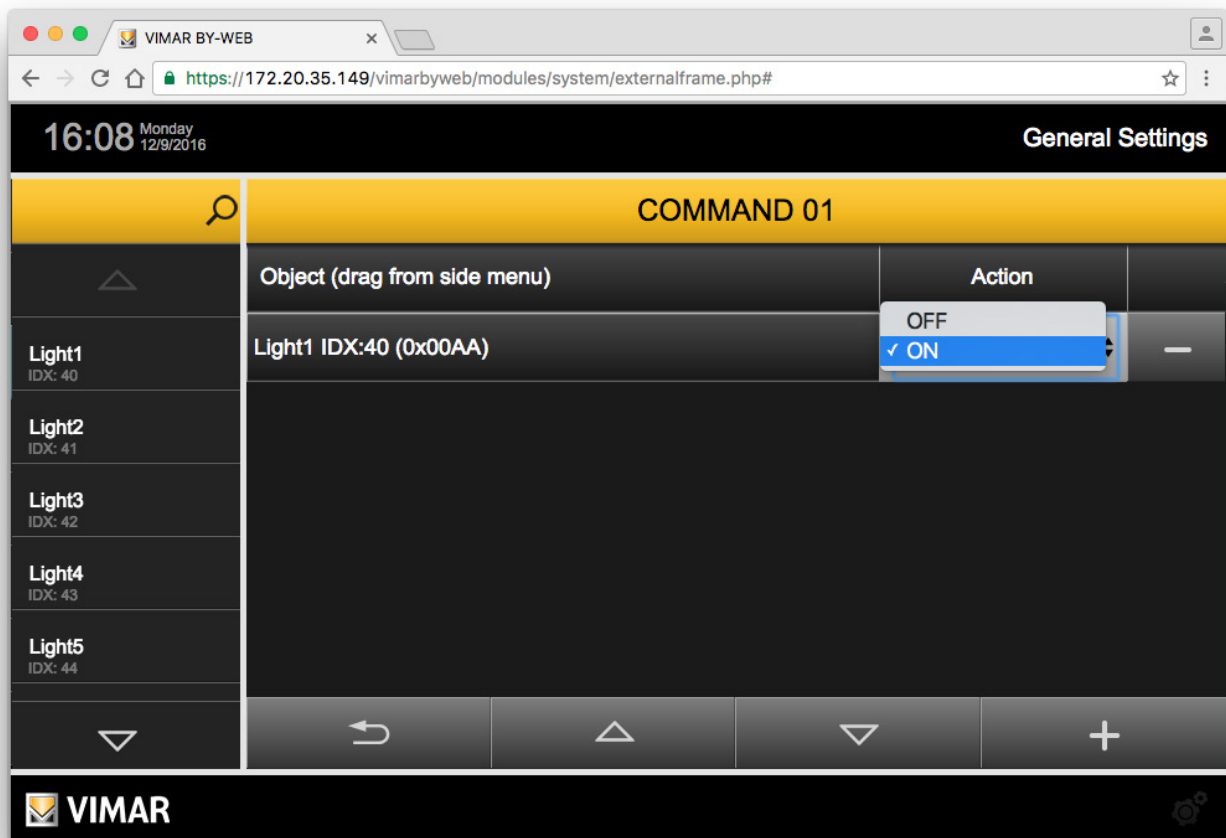 VIMAR BY-WEB
https://172.20.35.149/vimarbyweb/modules/system/externalframe.php#
16:08 Monday
12/9/2016
General Settings
COMMAND 01
Object (drag from side menu)
Action
Light1
IDX: 40
Light1 IDX:40 (0x00AA)
OFF
✓ ON
Light2
IDX: 41
Light3
IDX: 42
Light4
IDX: 43
Light5
IDX: 44
VIMAR